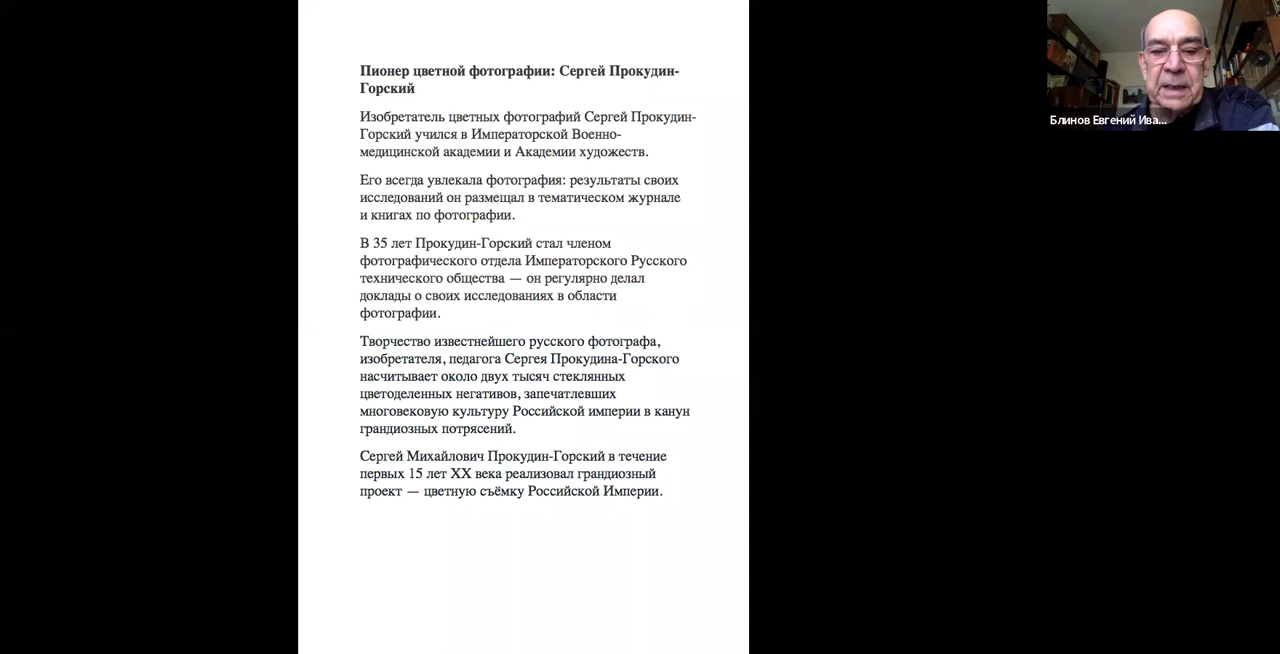 Пионер цветной фотографии: Сергей Прокудин-
Горский
Изобретатель цветных фотографий Сергей Прокудин-
Горский учился в Императорской Военно-
медицинской академии и Академии художеств.
Его всегда увлекала фотография: результаты своих
исследований он размещал в тематическом журнале
и книгах по фотографии.
В 35 лет Прокудин-Горский стал членом
фотографического отдела Императорского Русского
технического общества — он регулярно делал
доклады о своих исследованиях в области
фотографии.
Творчество известнейшего русского фотографа,
изобретателя, педагога Сергея Прокудина-Горского
насчитывает около двух тысяч стеклянных
цветоделенных негативов, запечатлевших
многовековую культуру Российской империи в канун
грандиозных потрясений.
Сергей Михайлович Прокудин-Горский в течение
первых 15 лет XX века реализовал грандиозный
проект — цветную съёмку Российской Империи.
Блинов Евгений Ива...